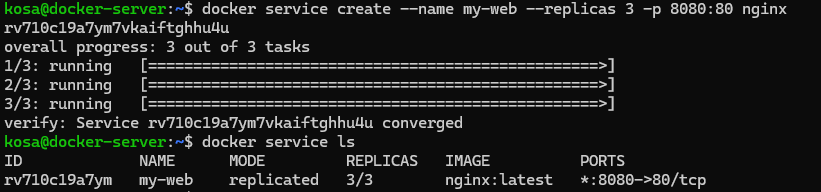 kosa@docker-server:~$ docker service create --name my-web --replicas 3 -p 8080:80 nginx
rv710c19a7ym7vkaiftghhu4u
overall progress: 3 out of 3 tasks
1/3: running   [==================================================>]
2/3: running   [==================================================>]
3/3: running   [==================================================>]
verify: Service rv710c19a7ym7vkaiftghhu4u converged
kosa@docker-server:~$ docker service ls
ID             NAME      MODE         REPLICAS   IMAGE          PORTS
rv710c19a7ym   my-web    replicated   3/3        nginx:latest   *:8080->80/tcp